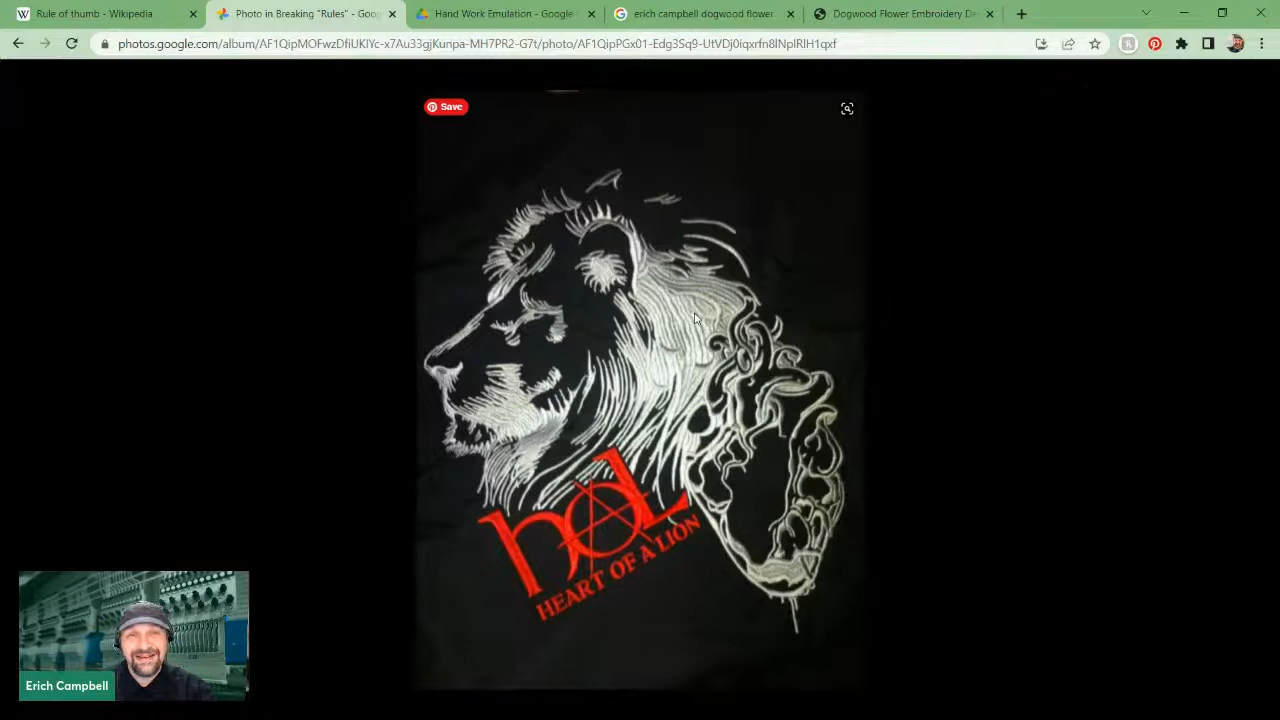 Rule of thumb - Wikipedia
Photo in Breaking "Rules" - Goo
Hand Work Emulation - Google
erich campbell dogwood flower
Dogwood Flower Embroidery De
photos.google.com/album/AF1QipMOFwzDfiUKIYc-x7Au33gjKunpa-MH7PR2-G7t/photo/AF1QipPGx01-Edg3Sq9-UtVDj0iqxrfn8lNplRlH1qxf
Save
hAL
HEART OF A LION
Erich Campbell